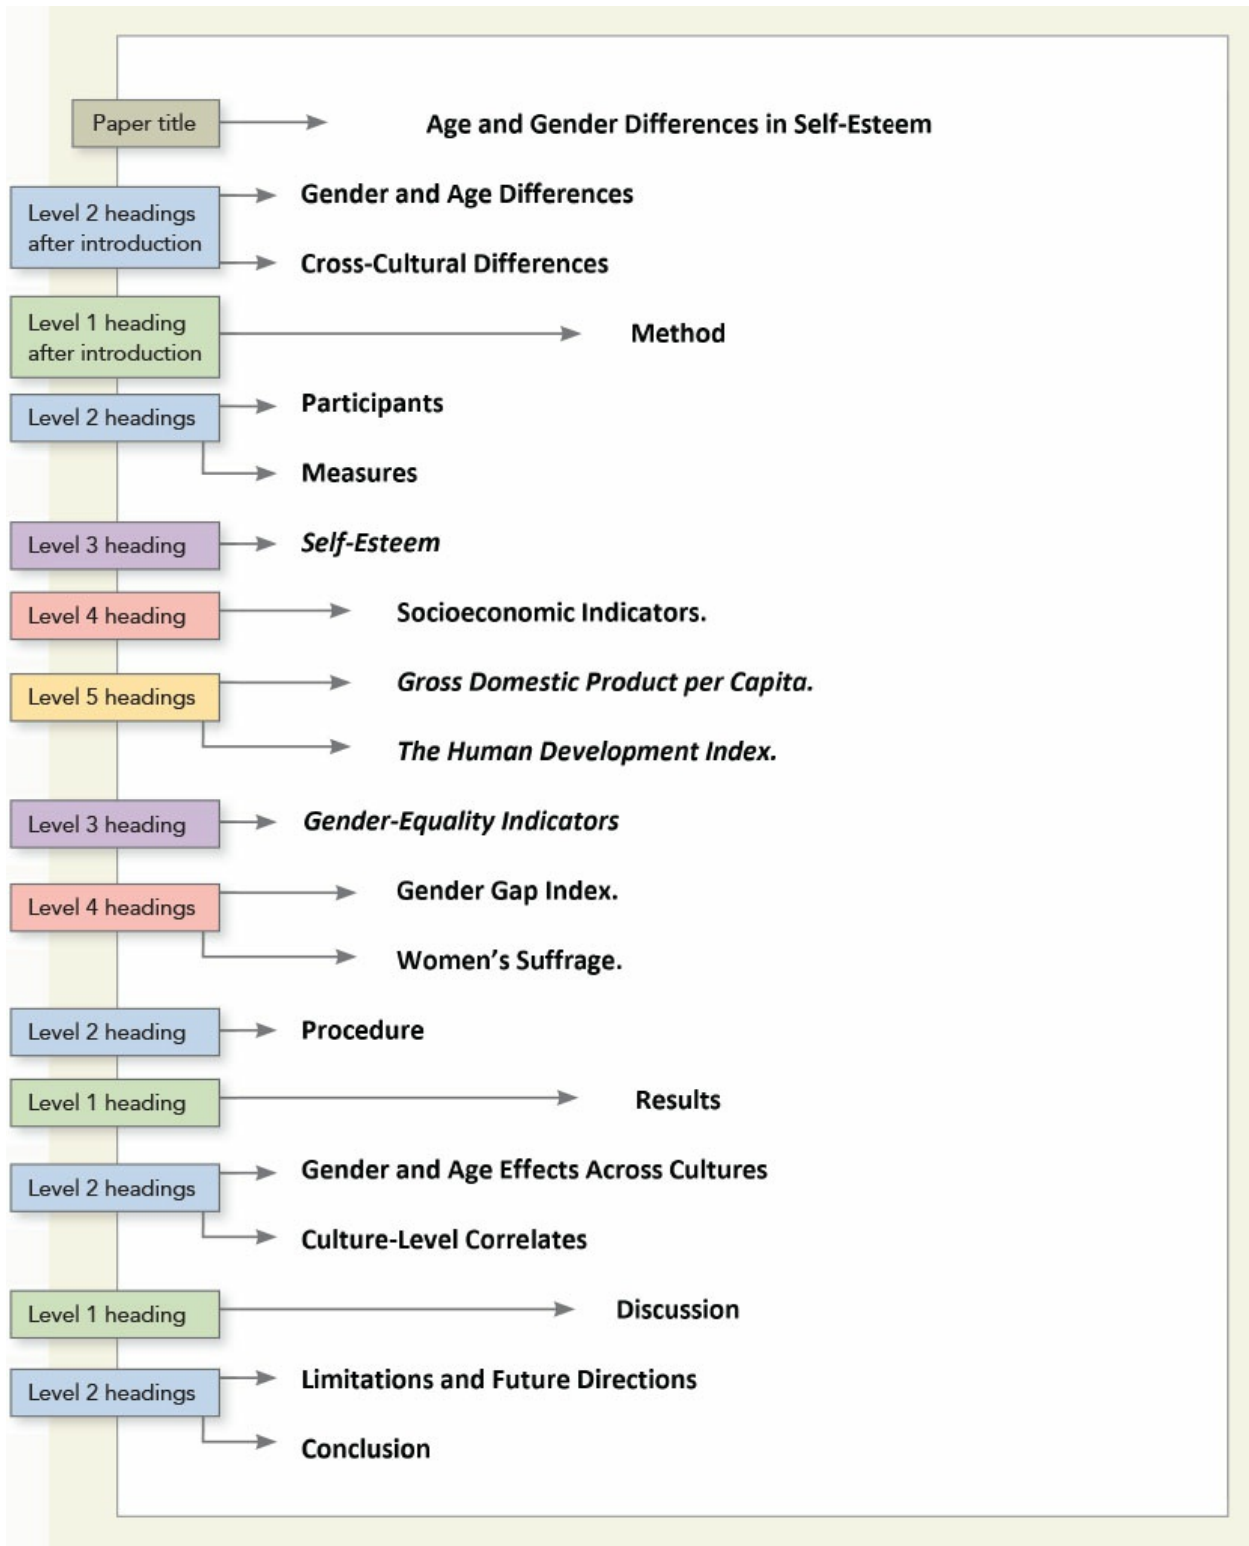 Paper title
Age and Gender Differences in Self-Esteem
Level 2 headings
after introduction
Gender and Age Differences
Cross-Cultural Differences
Level 1 heading
after introduction
Method
Level 2 headings
Participants
Measures
Level 3 heading
Self-Esteem
Level 4 heading
Socioeconomic Indicators.
Level 5 headings
Gross Domestic Product per Capita.
The Human Development Index.
Level 3 heading
Gender-Equality Indicators
Level 4 headings
Gender Gap Index.
Women’s Suffrage.
Level 2 heading
Procedure
Level 1 heading
Results
Level 2 headings
Gender and Age Effects Across Cultures
Culture-Level Correlates
Level 1 heading
Discussion
Level 2 headings
Limitations and Future Directions
Conclusion